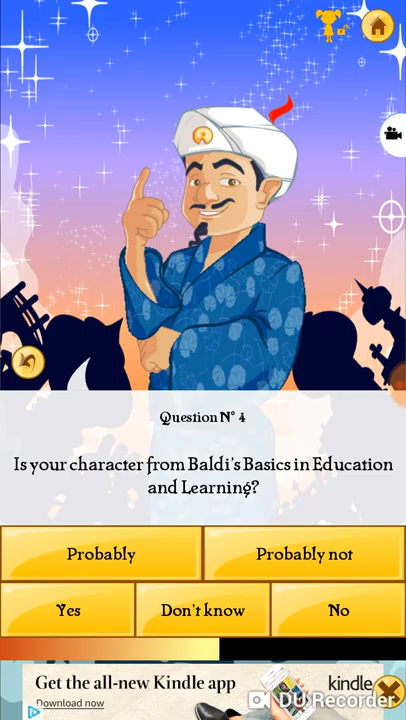 Question N° 4
Is your character from Baldi's Basics in Education
and Learning?
Probably
Probably not
Yes
Don't know
No
Get the all-new Kindle app
kindle
Download now
DU Recorder